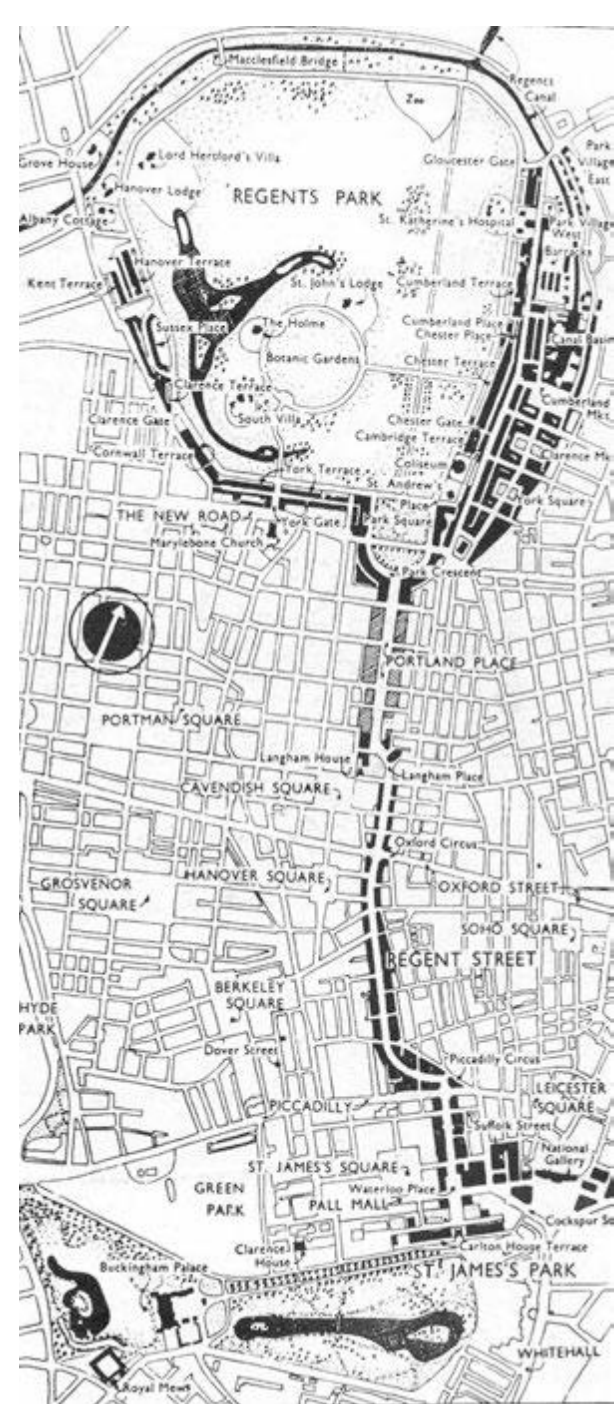 Macclesfield Bridge
Regents
Canal
Zoo
Grove House
Lord Hertford's Villa
Gloucester Gate
Park
Village
East
Hanover Lodge
REGENTS PARK
Albany Cottage
St. Katherine's Hospital
Park Village
West
Barracks
Hanover Terrace
Kent Terrace
St. John's Lodge
Cumberland Terrace
Sussex Place
The Holme
Cumberland Place
Chester Place
Canal Basin
Botanic Gardens
Chester Terrace
Clarence Terrace
Cumberland
Mkt.
Clarence Gate
South Villa
Chester Gate
Cambridge Terrace
Cornwall Terrace
Coliseum
Clarence Mkt.
York Terrace
St. Andrew's
Place
York Square
THE NEW ROAD
York Gate
Park Square
Marylebone Church
Park Crescent
PORTLAND PLACE
PORTMAN SQUARE
Langham House
Langham Place
CAVENDISH SQUARE
Oxford Circus
HANOVER SQUARE
GROSVENOR
SQUARE
OXFORD STREET
SOHO SQUARE
REGENT STREET
BERKELEY
SQUARE
HYDE
PARK
Dover Street
Piccadilly Circus
PICCADILLY
LEICESTER
SQUARE
Suffolk Street
National
Gallery
ST. JAMES'S SQUARE
GREEN
PARK
Waterloo Place
PALL MALL
Cockspur
Clarence
House
Carlton House Terrace
Buckingham Palace
ST. JAMES'S PARK
WHITEHALL
Royal Mews